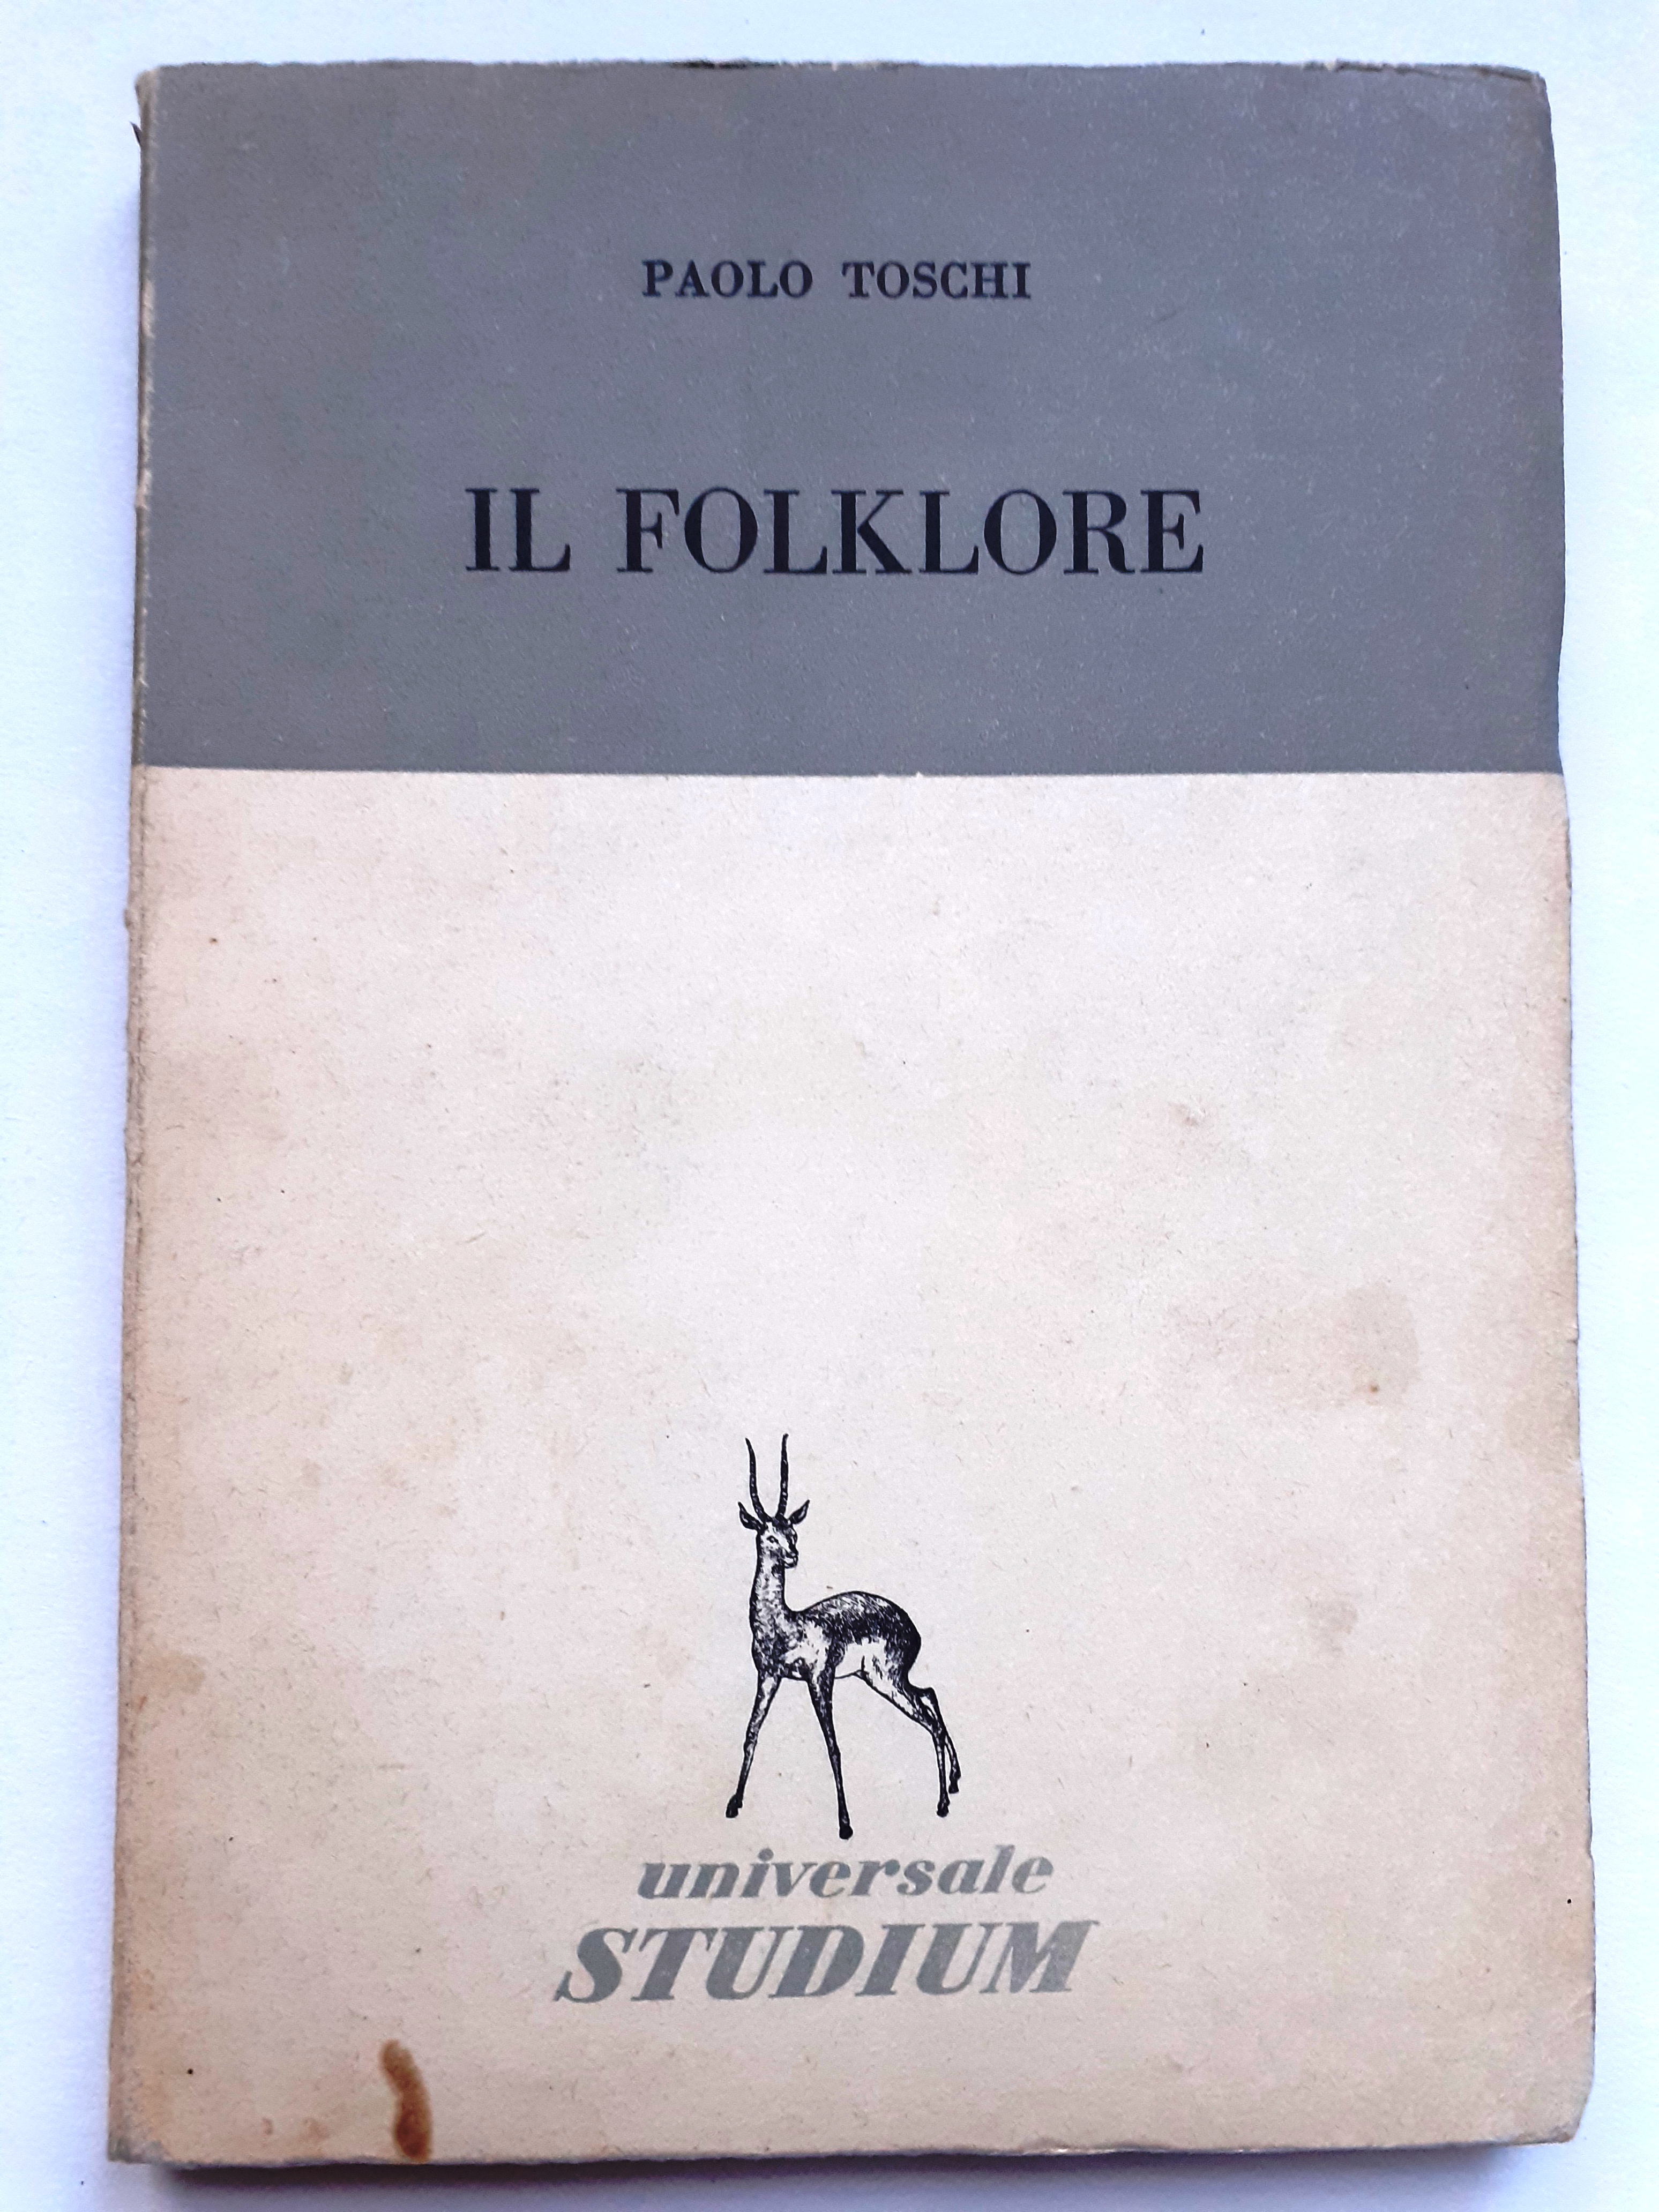 PAOLO TOSCHI
IL FOLKLORE
universale
STUDIUM